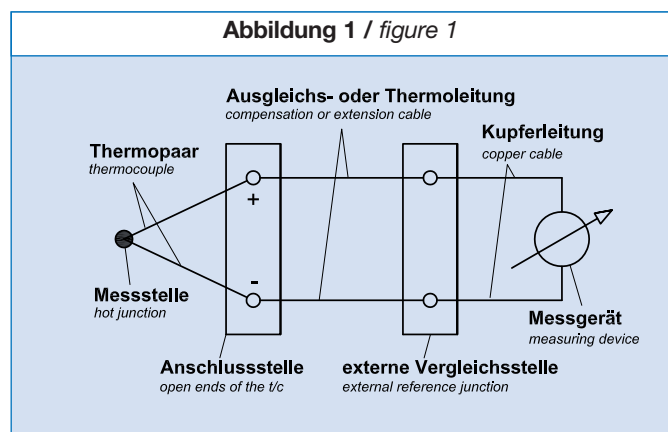 Abbildung 1 / figure 1
Ausgleichs- oder Thermoleitung
compensation or extension cable
Kupferleitung
copper cable
Thermopaar
thermocouple
+
-
Messstelle
hot junction
Messgerät
measuring device
Anschlussstelle
open ends of the t/c
externe Vergleichsstelle
external reference junction